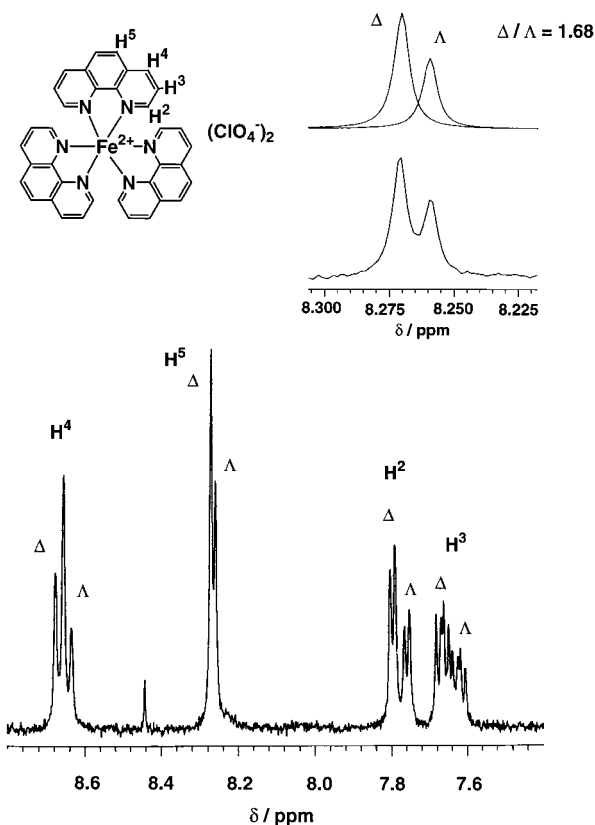 H⁵
H⁴
H³
H²
N N
N Fe²⁺ N
N N
(ClO₄⁻)₂
Δ Λ Δ / Λ = 1.68
8.300 8.275 8.250 8.225
δ / ppm
H⁵
Δ
Λ
H⁴
Δ
Λ
H²
Δ
Λ
H³
Δ
Λ
8.6 8.4 8.2 8.0 7.8 7.6
δ / ppm